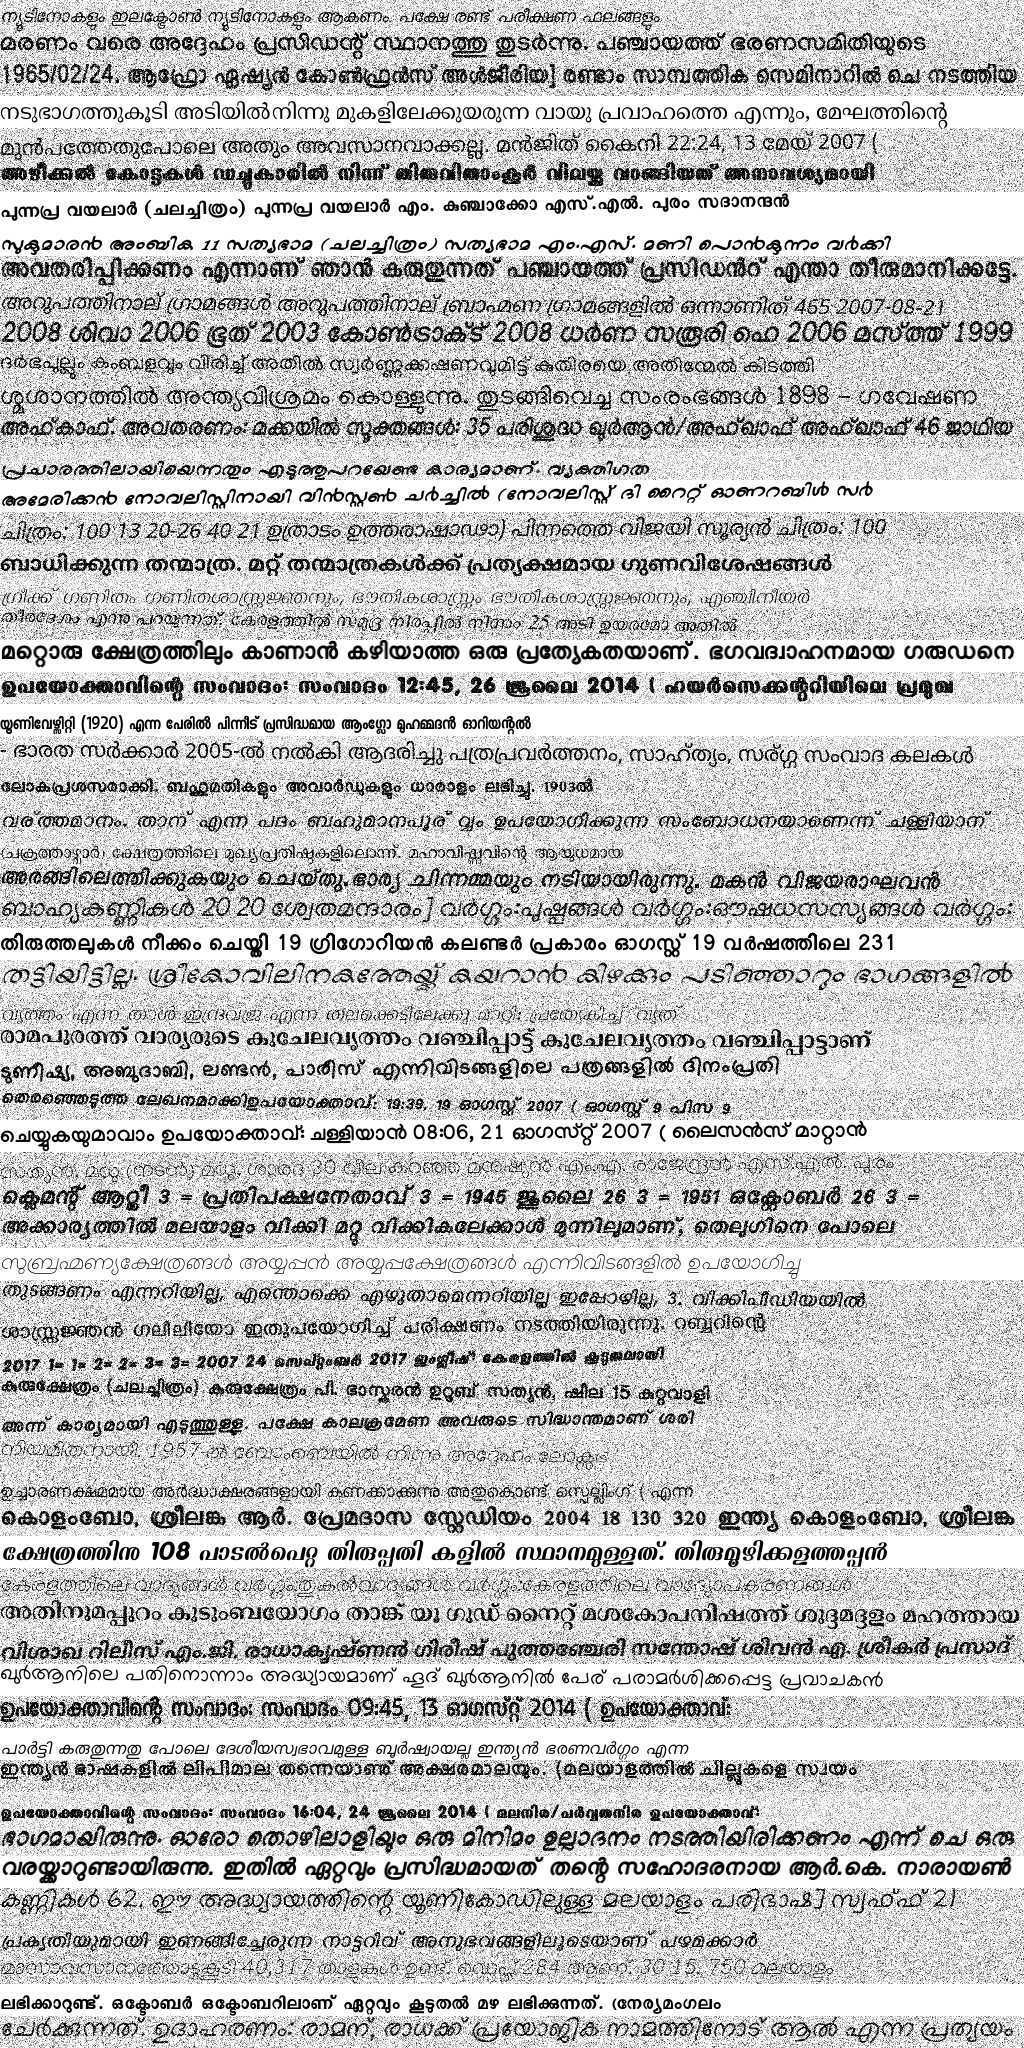 ന്യൂടിനോകളും ഇലക്ട്രോൺ ന്യൂടിനോകളും ആകണം. പക്ഷേ രണ്ട് പരീക്ഷണ ഫലങ്ങളും
മരണം വരെ അദ്ദേഹം പ്രസിഡന്റ് സ്ഥാനത്തു തുടർന്നു. പഞ്ചായത്ത് ഭരണസമിതിയുടെ
1965/02/24. ആഫ്രോ ഏഷ്യൻ കോൺഫ്രൻസ് അൾജീരിയ] രണ്ടാം സാമ്പത്തിക സെമിനാറിൽ ചെ നടത്തിയ
നടുഭാഗത്തുകൂടി അടിയിൽനിന്നു മുകളിലേക്കുയരുന്ന വായു പ്രവാഹത്തെ എന്നും, മേഘത്തിന്റെ
മുൻപത്തേതുപോലെ അതും അവസാനവാക്കല്ല. മൻജിത് കൈനി 22:24, 13 മേയ് 2007 (
അഴീക്കൽ കോട്ടകൾ ഡച്ചുകാരിൽ നിന്ന് തിരുവിതാംകൂർ വിലയ്ക്കു വാങ്ങിയത് അനാവശ്യമായി
പുന്നപ്ര വയലാർ (ചലച്ചിത്രം) പുന്നപ്ര വയലാർ എം. കുഞ്ചാക്കോ എസ്.എൽ. പുരം സദാനന്ദൻ
സുകുമാരൻ അംബിക 11 സത്യഭാമ (ചലച്ചിത്രം) സത്യഭാമ എം.എസ്. മണി പൊൻകുന്നം വർക്കി
അവതരിപ്പിക്കണം എന്നാണ് ഞാൻ കരുതുന്നത് പഞ്ചായത്ത് പ്രസിഡൻറ് എന്താ തീരുമാനിക്കട്ടേ.
അറുപത്തിനാല് ഗ്രാമങ്ങൾ അറുപത്തിനാല് ബ്രാഹ്മണ ഗ്രാമങ്ങളിൽ ഒന്നാണിത് 465 2007-08-21
2008 ശിവാ 2006 ഭൂത് 2003 കോൺട്രാക്ട് 2008 ധർണ സത്രൂരി ഹെ 2006 മസ്ത്ത് 1999
ദർഭപുല്ലും കംബളവും വിരിച്ച് അതിൽ സ്വർണ്ണക്കഷണവുമിട്ട് കുതിരയെ അതിന്മേൽ കിടത്തി
ശ്മശാനത്തിൽ അന്ത്യവിശ്രമം കൊള്ളുന്നു. തുടങ്ങിവെച്ച സംരംഭങ്ങൾ 1898 – ഗവേഷണ
അഹ്കാഫ്. അവതരണം: മക്കയിൽ സൂക്തങ്ങൾ: 35 പരിശുദ്ധ ഖുർആൻ/അഹ്ഖാഫ് അഹ്ഖാഫ് 46 ജാഥിയ
പ്രചാരത്തിലായിയെന്നതും എടുത്തുപറയേണ്ട കാര്യമാണ്. വ്യക്തിഗത
അമേരിക്കൻ നോവലിസ്റ്റിനായി വിൻസ്റ്റൺ ചർച്ചിൽ (നോവലിസ്റ്റ് ദി റൈറ്റ് ഓണറബിൾ സർ
ചിത്രം: 100 13 20-26 40 21 ഉത്രാടം ഉത്തരാഷാഢാ) പിന്നത്തെ വിജയി സൂര്യൻ ചിത്രം: 100
ബാധിക്കുന്ന തന്മാത്ര. മറ്റ് തന്മാത്രകൾക്ക് പ്രത്യക്ഷമായ ഗുണവിശേഷങ്ങൾ
ഗ്രീക്ക് ഗണിതം ഗണിതശാസ്ത്രജ്ഞനും, ഭൗതികശാസ്ത്രം ഭൗതികശാസ്ത്രജ്ഞനും, എഞ്ചിനീയർ
തീരദേശം എന്നു പറയുന്നത്. കേരളത്തിൽ സമുദ്ര നിരപ്പിൽ നിന്നും 25 അടി ഉയരമോ അതിൽ
മറ്റൊരു ക്ഷേത്രത്തിലും കാണാൻ കഴിയാത്ത ഒരു പ്രത്യേകതയാണ്. ഭഗവദ്വാഹനമായ ഗരുഡനെ
ഉപയോക്താവിന്റെ സംവാദം: സംവാദം 12:45, 26 ജൂലൈ 2014 ( ഹയർസെക്കന്ററിയിലെ പ്രമുഖ
യൂണിവേഴ്സിറ്റി (1920) എന്ന പേരിൽ പിന്നീട് പ്രസിദ്ധമായ ആംഗ്ലോ മുഹമ്മദൻ ഓറിയന്റൽ
- ഭാരത സർക്കാർ 2005-ൽ നൽകി ആദരിച്ചു പത്രപ്രവർത്തനം, സാഹ്ത്യം, സര്ഗ്ഗ സംവാദ കലകൾ
ലോകപ്രശസരാക്കി. ബഹുമതികളും അവാർഡുകളും ധാരാളം ലഭിച്ചു. 1903ൽ
വര്ത്തമാനം. താന് എന്ന പദം ബഹുമാനപൂര് വ്വം ഉപയോഗിക്കുന്ന സംബോധനയാണെന്ന് ചള്ളിയാന്
(ചക്രത്താഴ്വാർ) ക്ഷേത്രത്തിലെ മുഖ്യപ്രതിഷ്ഠകളിലൊന്ന്. മഹാവിഷ്ണുവിന്റെ ആയുധമായ
അരങ്ങിലെത്തിക്കുകയും ചെയ്തു.ഭാര്യ ചിന്നമ്മയും നടിയായിരുന്നു. മകൻ വിജയരാഘവൻ
ബാഹ്യകണ്ണികൾ 20 20 ശ്വേതമന്ദാരം] വർഗ്ഗം:പുഷ്പങ്ങൾ വർഗ്ഗം:ഔഷധസസ്യങ്ങൾ വർഗ്ഗം:
തിരുത്തലുകൾ നീക്കം ചെയ്തി 19 ഗ്രിഗോറിയൻ കലണ്ടർ പ്രകാരം ഓഗസ്റ്റ് 19 വർഷത്തിലെ 231
തട്ടിയിട്ടില്ല. ശ്രീകോവിലിനകത്തേയ്ക്ക് കയറാൻ കിഴക്കും പടിഞ്ഞാറും ഭാഗങ്ങളിൽ
വൃത്തം എന്ന താൾ ഇന്ദ്രവജ്ര എന്ന തലക്കെട്ടിലേക്കു മാറ്റി: പ്രത്യേകിച്ച് വൃത്ത്
രാമപുരത്ത് വാര്യരുടെ കുചേലവൃത്തം വഞ്ചിപ്പാട്ട് കുചേലവൃത്തം വഞ്ചിപ്പാട്ടാണ്
ടുണീഷ്യ, അബുദാബി, ലണ്ടൻ, പാരീസ് എന്നിവിടങ്ങളിലെ പത്രങ്ങളിൽ ദിനംപ്രതി
തെരഞ്ഞെടുത്ത ലേഖനമാക്കിഉപയോക്താവ്: 19:39, 19 ഓഗസ്റ്റ് 2007 ( ഓഗസ്റ്റ് 9 പിസ 9
ചെയ്യുകയുമാവാം ഉപയോക്താവ്: ചള്ളിയാൻ 08:06, 21 ഓഗസ്റ്റ് 2007 ( ലൈസൻസ് മാറ്റാൻ
സത്യൻ, മധു (നടൻ) മധു, ശാരദ 30 വില കുറഞ്ഞ മനുഷ്യൻ എം.എ. രാജേന്ദ്രൻ എസ്.എൽ. പുരം
ക്ലെമന്റ് ആറ്റ്ലീ 3 = പ്രതിപക്ഷനേതാവ് 3 = 1945 ജൂലൈ 26 3 = 1951 ഒക്ടോബർ 26 3 =
അക്കാര്യത്തിൽ മലയാളം വിക്കി മറ്റു വിക്കികലേക്കാൾ മുന്നിലുമാണ്, തെലുഗിനെ പോലെ
സുബ്രഹ്മണ്യക്ഷേത്രങ്ങൾ അയ്യപ്പൻ അയ്യപ്പക്ഷേത്രങ്ങൾ എന്നിവിടങ്ങളിൽ ഉപയോഗിച്ചു
തുടങ്ങണം എന്നറിയില്ല, എന്തൊക്കെ എഴുതാമെന്നറിയില്ല ഇപ്പോഴില്ല, 3. വിക്കിപീഡിയയിൽ
ശാസ്ത്രജ്ഞൻ ഗലീലിയോ ഇതുപയോഗിച്ച് പരീക്ഷണം നടത്തിയിരുന്നു. റബ്ബറിന്റെ
2017 1= 1= 2= 2= 3= 3= 2007 24 സെപ്റ്റംബർ 2017 ഇംഗ്ലീഷ് കേരളത്തിൽ കൂടുതലായി
കുരുക്ഷേത്രം (ചലച്ചിത്രം) കുരുക്ഷേത്രം പി. ഭാസ്കരൻ ഉറൂബ് സത്യൻ, ഷീല 15 കുറ്റവാളി
അന്ന് കാര്യമായി എടുത്തുള്ളൂ. പക്ഷേ കാലക്രമേണ അവരുടെ സിദ്ധാന്തമാണ് ശരി
നിയമിതനായി. 1957-ൽ ബോംബെയിൽ നിന്നു അദ്ദേഹം ലോക്സഭ
ഉച്ചാരണക്ഷമമായ അർദ്ധാക്ഷരങ്ങളായി കണക്കാക്കുന്നു അതുകൊണ്ട് സ്പെല്ലിംഗ് ( എന്ന
കൊളംബോ, ശ്രീലങ്ക ആർ. പ്രേമദാസ സ്റ്റേഡിയം 2004 18 130 320 ഇന്ത്യ കൊളംബോ, ശ്രീലങ്ക
ക്ഷേത്രത്തിനു 108 പാടൽപെറ്റ തിരുപ്പതി കളിൽ സ്ഥാനമുള്ളത്. തിരുമൂഴിക്കളത്തപ്പൻ
കേരളത്തിലെ വാദ്യങ്ങൾ വർഗ്ഗം:തുകൽവാദ്യങ്ങൾ വർഗ്ഗം:കേരളത്തിലെ വാദ്യോപകരണങ്ങൾ
അതിനുമപ്പുറം കുടുംബയോഗം താങ്ക് യൂ ഗുഡ് നൈറ്റ് മശകോപനിഷത്ത് ശുദ്ദമദ്ദളം മഹത്തായ
വിശാഖ റിലീസ് എം.ജി. രാധാകൃഷ്ണൻ ഗിരീഷ് പുത്തഞ്ചേരി സന്തോഷ് ശിവൻ എ. ശ്രീകർ പ്രസാദ്
ഖുർആനിലെ പതിനൊന്നാം അദ്ധ്യായമാണ് ഹൂദ് ഖുർആനിൽ പേര് പരാമർശിക്കപ്പെട്ട പ്രവാചകൻ
ഉപയോക്താവിന്റെ സംവാദം: സംവാദം 09:45, 13 ഓഗസ്റ്റ് 2014 ( ഉപയോക്താവ്:
പാർട്ടി കരുതുന്നതു പോലെ ദേശീയസ്വഭാവമുള്ള ബൂർഷ്വായല്ല ഇന്ത്യൻ ഭരണവർഗ്ഗം എന്ന
ഇന്ത്യൻ ഭാഷകളിൽ ലിപിമാല തന്നെയാണു് അക്ഷരമാലയും. (മലയാളത്തിൽ ചില്ലുകളെ സ്വയം
ഉപയോക്താവിന്റെ സംവാദം: സംവാദം 16:04, 24 ജൂലൈ 2014 ( മലനിര/പർവ്വതനിര ഉപയോക്താവ്:
ഭാഗമായിരുന്നു. ഓരോ തൊഴിലാളിയും ഒരു മിനിമം ഉല്പാദനം നടത്തിയിരിക്കണം എന്ന് ചെ ഒരു
വരയ്ക്കാറുണ്ടായിരുന്നു. ഇതിൽ ഏറ്റവും പ്രസിദ്ധമായത് തന്റെ സഹോദരനായ ആർ.കെ. നാരായൺ
കണ്ണികൾ 62. ഈ അദ്ധ്യായത്തിന്റെ യൂണികോഡിലുള്ള മലയാളം പരിഭാഷ] സ്വഹ്ഫ് 21
പ്രകൃതിയുമായി ഇണങ്ങിച്ചേരുന്ന നാട്ടറിവ് അനുഭവങ്ങളിലൂടെയാണ് പഴമക്കാർ
മാസാവസാനത്തോടുകൂടി 40,317 താളുകൾ ഉണ്ട്. ഡെപ്ത് 284 ആണ്. 30 15. 750 മലയാളം
ലഭിക്കാറുണ്ട്. ഒക്ടോബർ ഒക്ടോബറിലാണ് ഏറ്റവും കൂടുതൽ മഴ ലഭിക്കുന്നത്. (നേര്യമംഗലം
ചേർക്കുന്നത്. ഉദാഹരണം: രാമന്, രാധക്ക് പ്രയോജിക നാമത്തിനോട് ആൽ എന്ന പ്രത്യയം